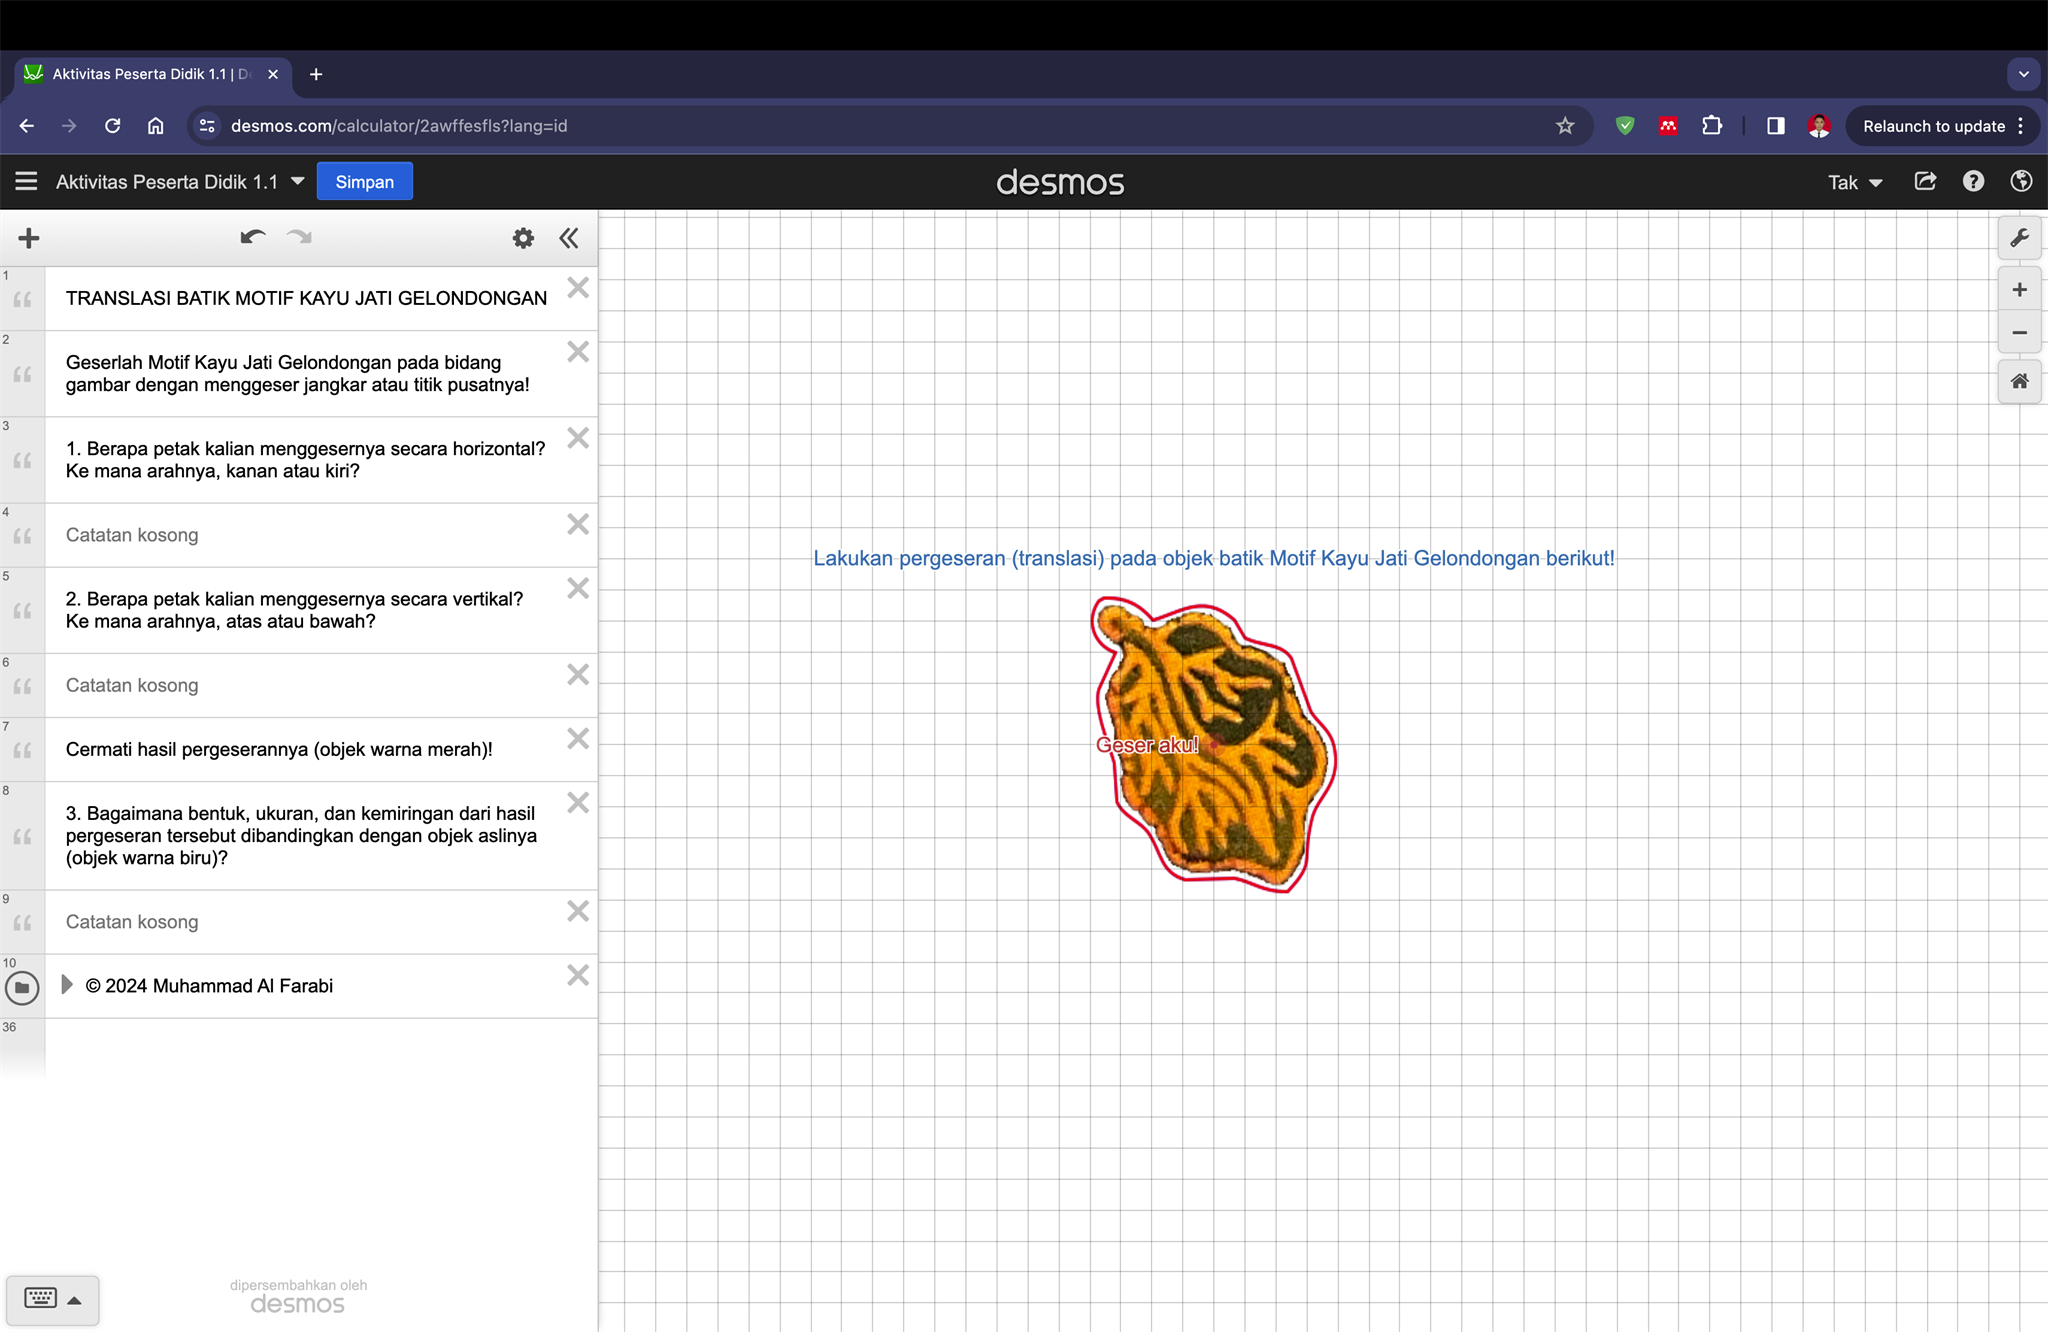 Aktivitas Peserta Didik 1.1 | D
desmos.com/calculator/2awffesfls?lang=id
Relaunch to update
Aktivitas Peserta Didik 1.1
Simpan
desmos
Tak
1
TRANSLASI BATIK MOTIF KAYU JATI GELONDONGAN
2
Geserlah Motif Kayu Jati Gelondongan pada bidang
gambar dengan menggeser jangkar atau titik pusatnya!
3
1. Berapa petak kalian menggesernya secara horizontal?
Ke mana arahnya, kanan atau kiri?
4
Catatan kosong
5
2. Berapa petak kalian menggesernya secara vertikal?
Ke mana arahnya, atas atau bawah?
6
Catatan kosong
7
Cermati hasil pergeserannya (objek warna merah)!
8
3. Bagaimana bentuk, ukuran, dan kemiringan dari hasil
pergeseran tersebut dibandingkan dengan objek aslinya
(objek warna biru)?
9
Catatan kosong
10
© 2024 Muhammad Al Farabi
36
dipersembahkan oleh
desmos
Lakukan pergeseran (translasi) pada objek batik Motif Kayu Jati Gelondongan berikut!
Geser aku!